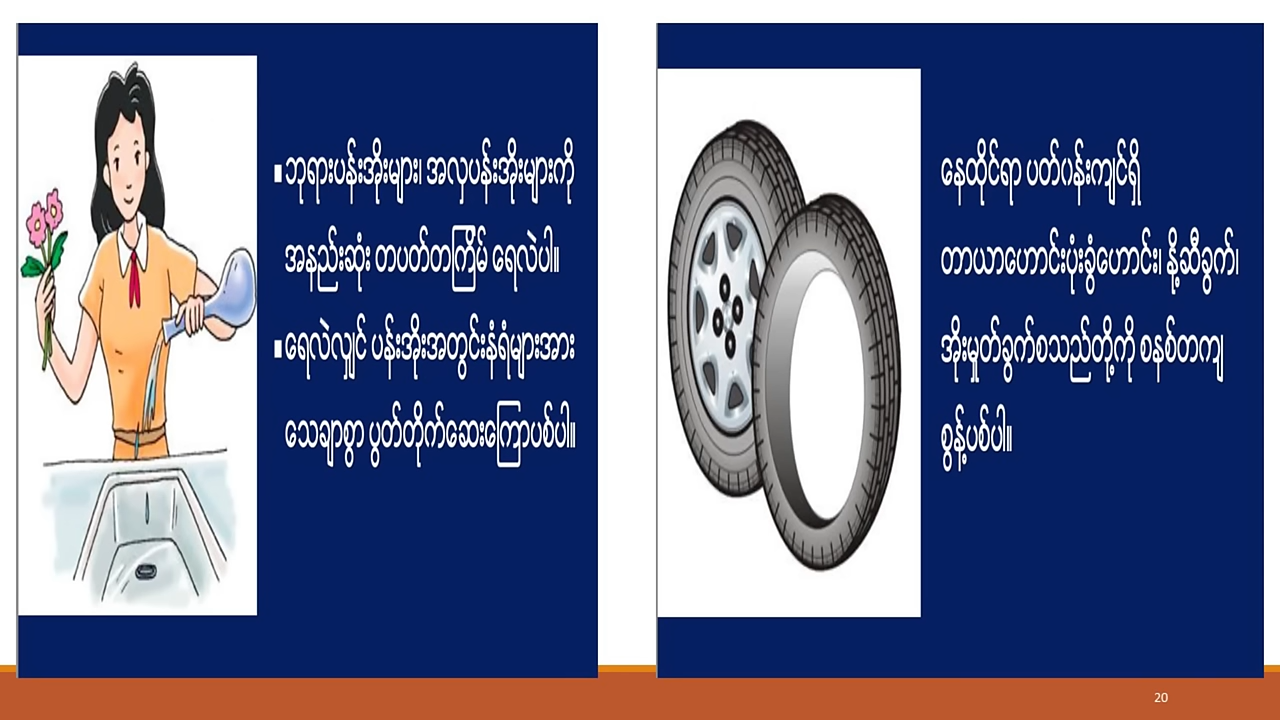 ▪ဘုရားပန်းအိုးများ၊ အလှပန်းအိုးများကို
အနည်းဆုံး တပတ်တကြိမ် ရေလဲပါ။
▪ရေလဲလျှင် ပန်းအိုးအတွင်းနံရံများအား
သေချာစွာ ပွတ်တိုက်ဆေးကြောပစ်ပါ။
နေထိုင်ရာ ပတ်ဝန်းကျင်ရှိ
တာယာဟောင်းပုံးခွံဟောင်း၊ နို့ဆီခွက်၊
အိုးမှုတ်ခွက်စသည်တို့ကို စနစ်တကျ
စွန့်ပစ်ပါ။
20